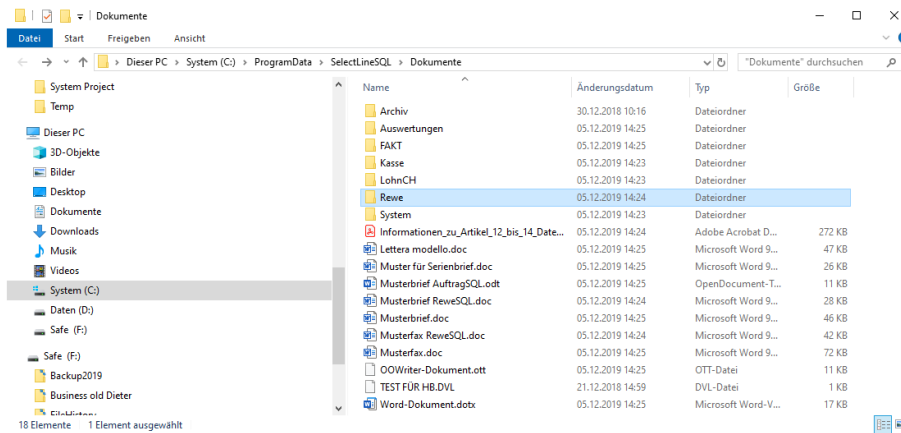 Dokumente
Datei Start Freigeben Ansicht
Dieser PC › System (C:) › ProgramData › SelectLineSQL › Dokumente "Dokumente" durchsuchen
System Project
Temp
Dieser PC
3D-Objekte
Bilder
Desktop
Dokumente
Downloads
Musik
Videos
System (C:)
Daten (D:)
Safe (F:)
Safe (F:)
Backup2019
Business old Dieter
FileHistory
Name Änderungsdatum Typ Größe
Archiv 30.12.2018 10:16 Dateiordner
Auswertungen 05.12.2019 14:25 Dateiordner
FAKT 05.12.2019 14:25 Dateiordner
Kasse 05.12.2019 14:23 Dateiordner
LohnCH 05.12.2019 14:23 Dateiordner
Rewe 05.12.2019 14:24 Dateiordner
System 05.12.2019 14:23 Dateiordner
Informationen_zu_Artikel_12_bis_14_Date... 05.12.2019 14:24 Adobe Acrobat D... 272 KB
Lettera modello.doc 05.12.2019 14:25 Microsoft Word 9... 47 KB
Muster für Serienbrief.doc 05.12.2019 14:25 Microsoft Word 9... 26 KB
Musterbrief AuftragSQL.odt 05.12.2019 14:25 OpenDocument-T... 11 KB
Musterbrief ReweSQL.doc 05.12.2019 14:24 Microsoft Word 9... 28 KB
Musterbrief.doc 05.12.2019 14:25 Microsoft Word 9... 46 KB
Musterfax ReweSQL.doc 05.12.2019 14:24 Microsoft Word 9... 42 KB
Musterfax.doc 05.12.2019 14:25 Microsoft Word 9... 72 KB
OOWriter-Dokument.ott 05.12.2019 14:25 OTT-Datei 11 KB
TEST FÜR HB.DVL 21.12.2018 14:59 DVL-Datei 1 KB
Word-Dokument.dotx 05.12.2019 14:25 Microsoft Word-V... 17 KB
18 Elemente 1 Element ausgewählt